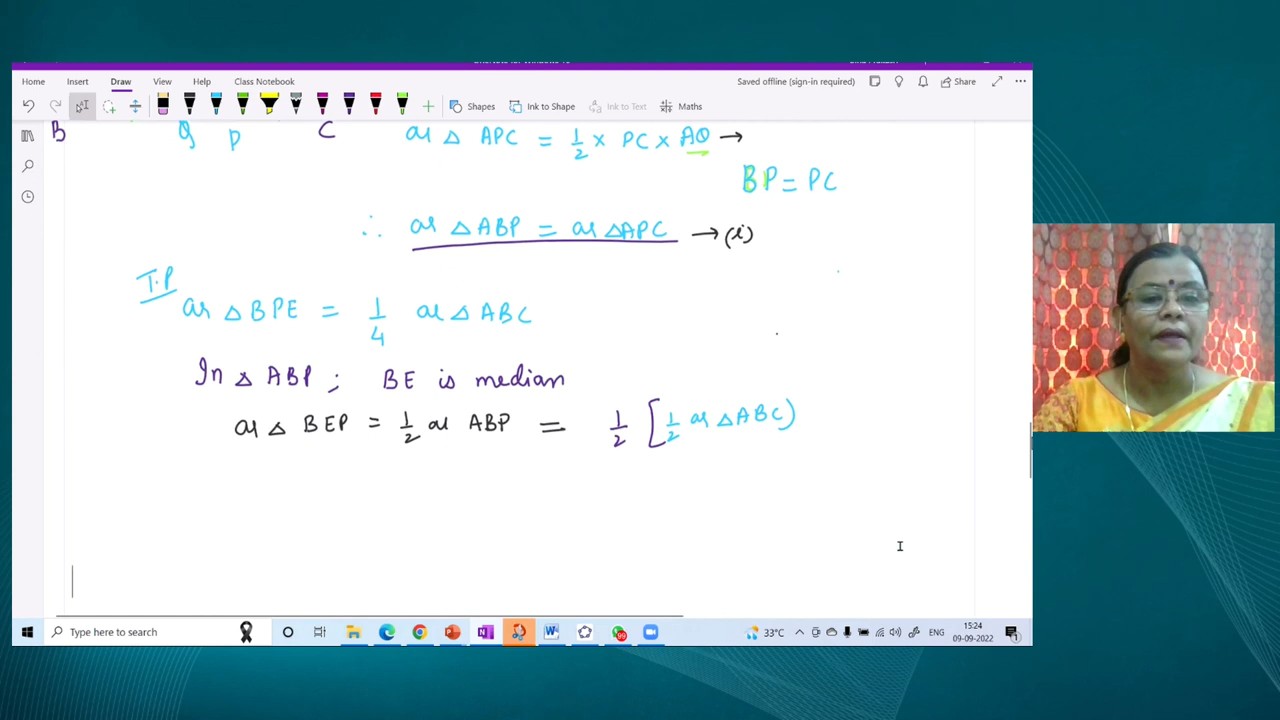 Home Insert Draw View Help Class Notebook Saved offline (sign-in required) Share
Shapes Ink to Shape Ink to Text Maths
B Q P C ar △ APC = 1/2 × PC × AQ →
BP = PC
∴ ar △ABP = ar △APC → (i)
T.P
ar △ BPE = 1/4 ar △ ABC
In △ ABP ; BE is median
ar △ BEP = 1/2 ar ABP = 1/2 [1/2 ar △ABC)
Type here to search 33°C ENG 15:24
09-09-2022